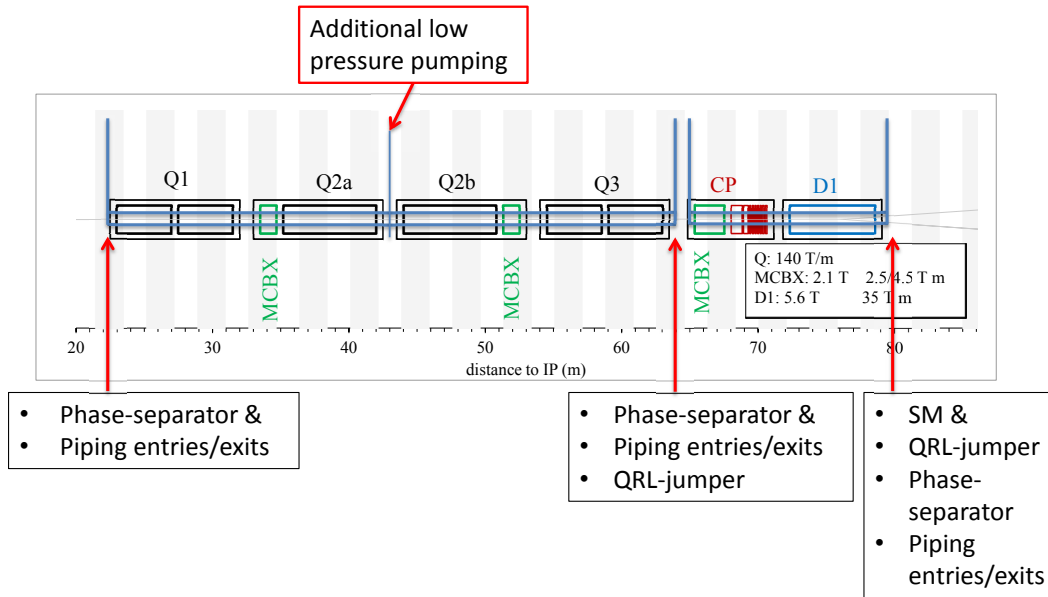 Additional low
pressure pumping
Q1
Q2a
Q2b
Q3
CP
D1
MCBX
MCBX
MCBX
Q: 140 T/m
MCBX: 2.1 T 2.5/4.5 T m
D1: 5.6 T 35 T m
20 30 40 50 60 70 80
distance to IP (m)
• Phase-separator &
• Piping entries/exits
• Phase-separator &
• Piping entries/exits
• QRL-jumper
• SM &
• QRL-jumper
• Phase-
separator
• Piping
entries/exits